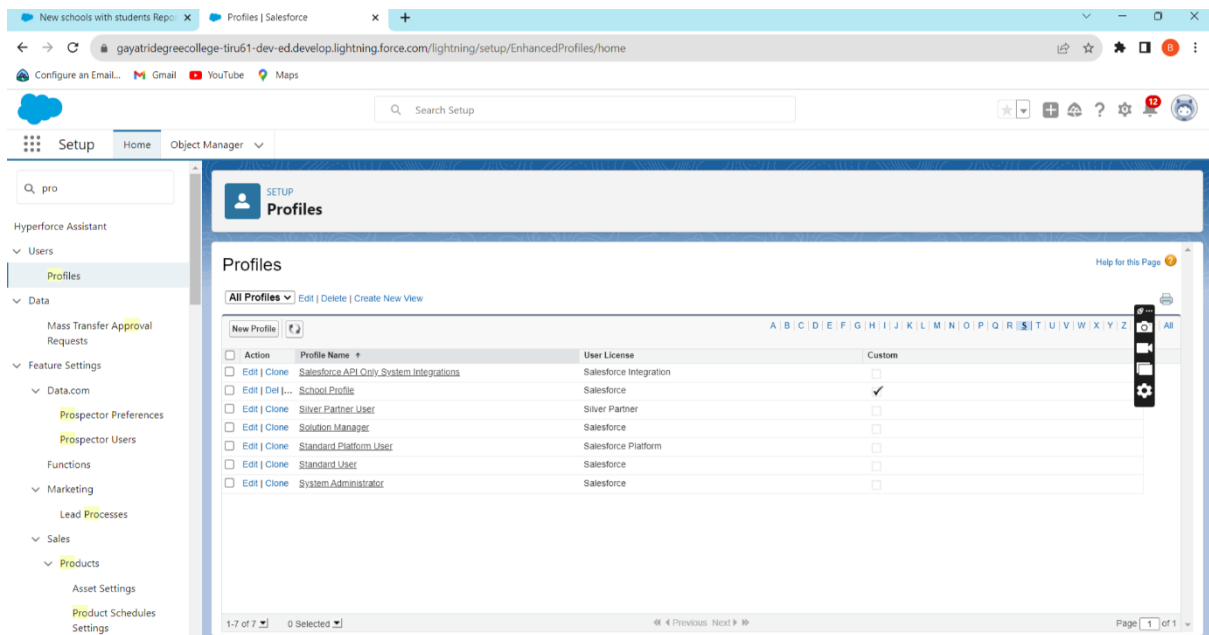 New schools with students Repo
Profiles | Salesforce
gayatridegreecollege-tiru61-dev-ed.develop.lightning.force.com/lightning/setup/EnhancedProfiles/home
B
Configure an Email... Gmail YouTube Maps
Search Setup
12
Setup Home Object Manager
pro
Hyperforce Assistant
Users
Profiles
Data
Mass Transfer Approval
Requests
Feature Settings
Data.com
Prospector Preferences
Prospector Users
Functions
Marketing
Lead Processes
Sales
Products
Asset Settings
Product Schedules
Settings
SETUP
Profiles
Profiles
Help for this Page ?
All Profiles Edit | Delete | Create New View
New Profile
A | B | C | D | E | F | G | H | I | J | K | L | M | N | O | P | Q | R | S | T | U | V | W | X | Y | Z | All
Action Profile Name User License Custom
Edit | Clone Salesforce API Only System Integrations Salesforce Integration
Edit | Del |... School Profile Salesforce
Edit | Clone Silver Partner User Silver Partner
Edit | Clone Solution Manager Salesforce
Edit | Clone Standard Platform User Salesforce Platform
Edit | Clone Standard User Salesforce
Edit | Clone System Administrator Salesforce
1-7 of 7 0 Selected Previous Next Page 1 of 1